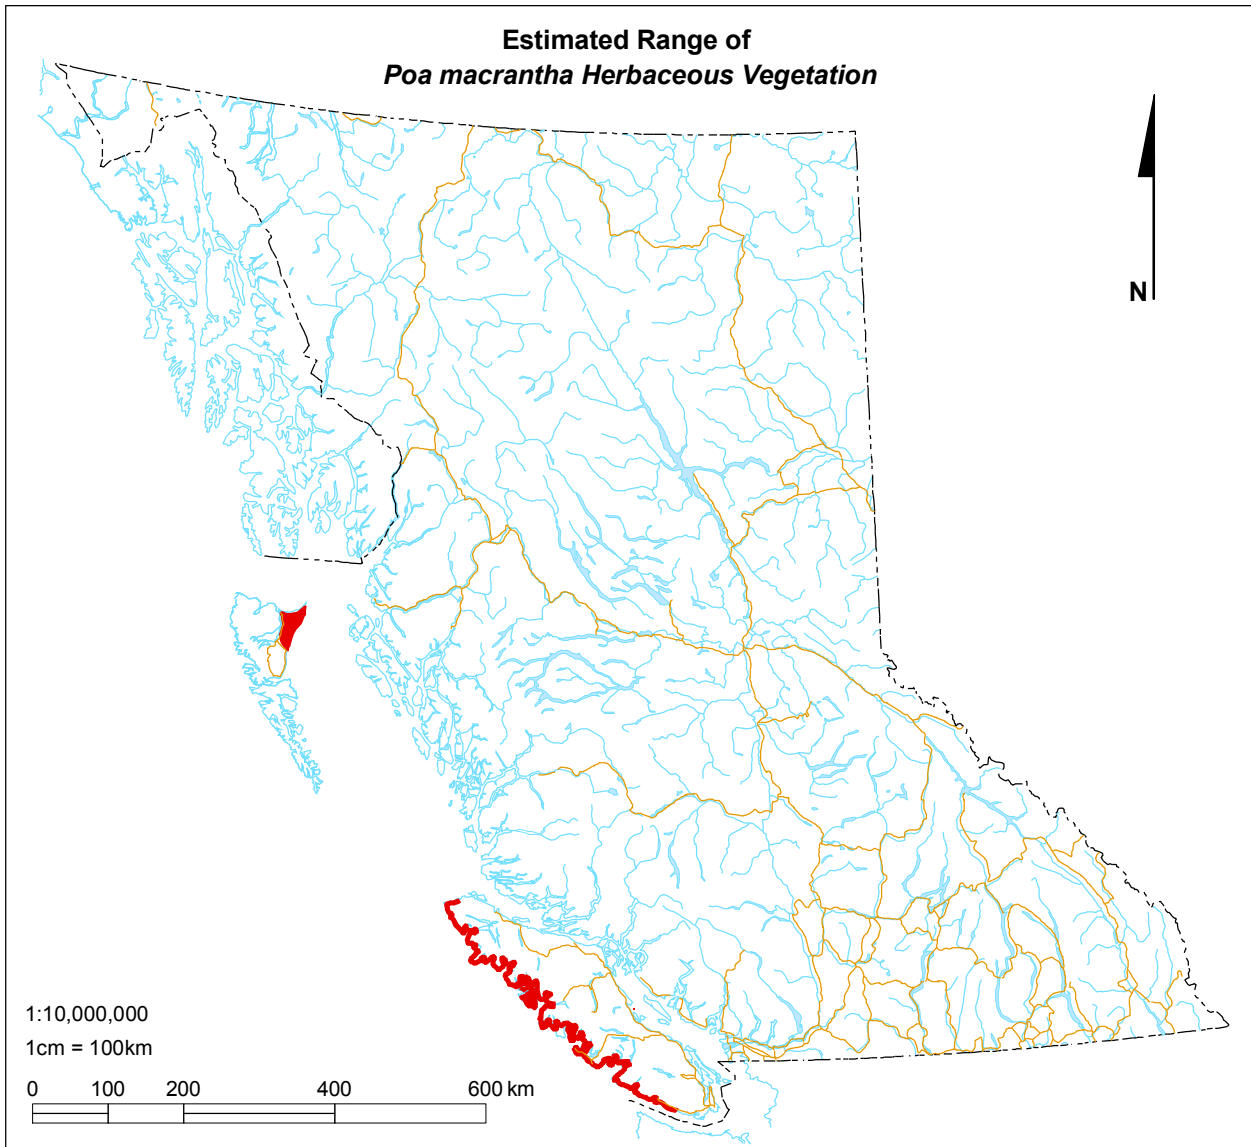 Estimated Range of
Poa macrantha Herbaceous Vegetation
N
1:10,000,000
1cm = 100km
0 100 200 400 600 km